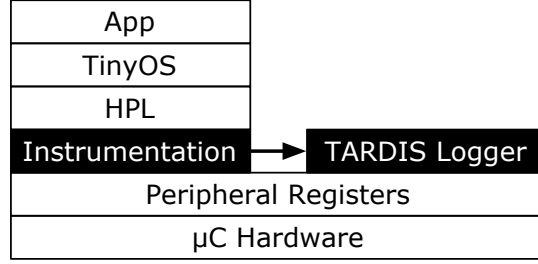 App
TinyOS
HPL
Instrumentation
TARDIS Logger
Peripheral Registers
µC Hardware